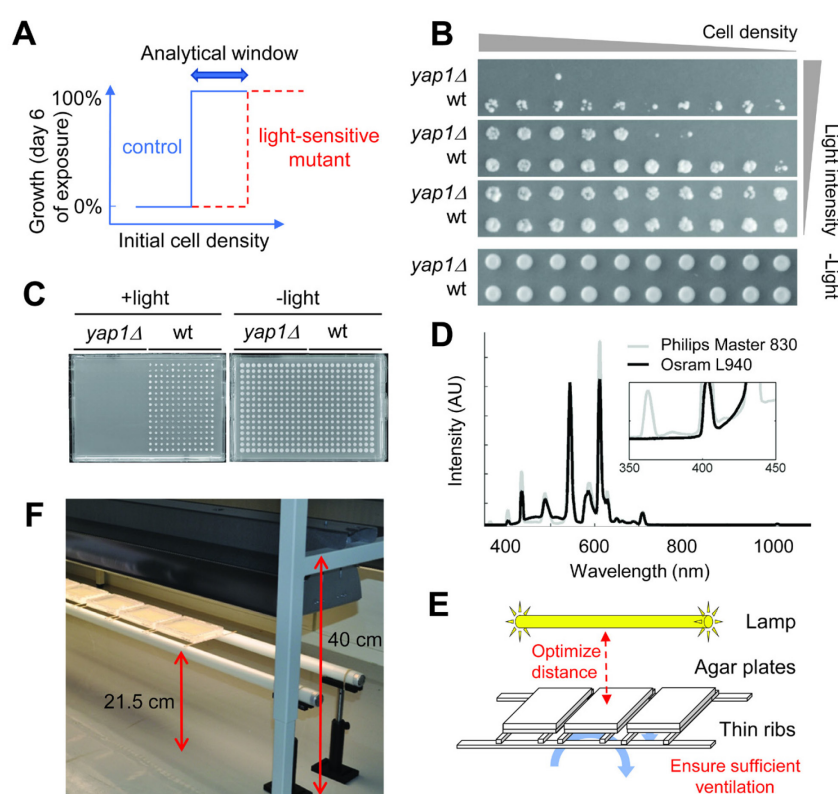 A
Analytical window
100%
control
light-sensitive
mutant
0%
Growth (day 6
of exposure)
Initial cell density
B
Cell density
yap1Δ
wt
yap1Δ
wt
yap1Δ
wt
yap1Δ
wt
Light intensity
-Light
C
+light
-light
yap1Δ
wt
yap1Δ
wt
D
Philips Master 830
Osram L940
Intensity (AU)
350
400
450
400
600
800
1000
Wavelength (nm)
F
40 cm
21.5 cm
E
Lamp
Optimize
distance
Agar plates
Thin ribs
Ensure sufficient
ventilation